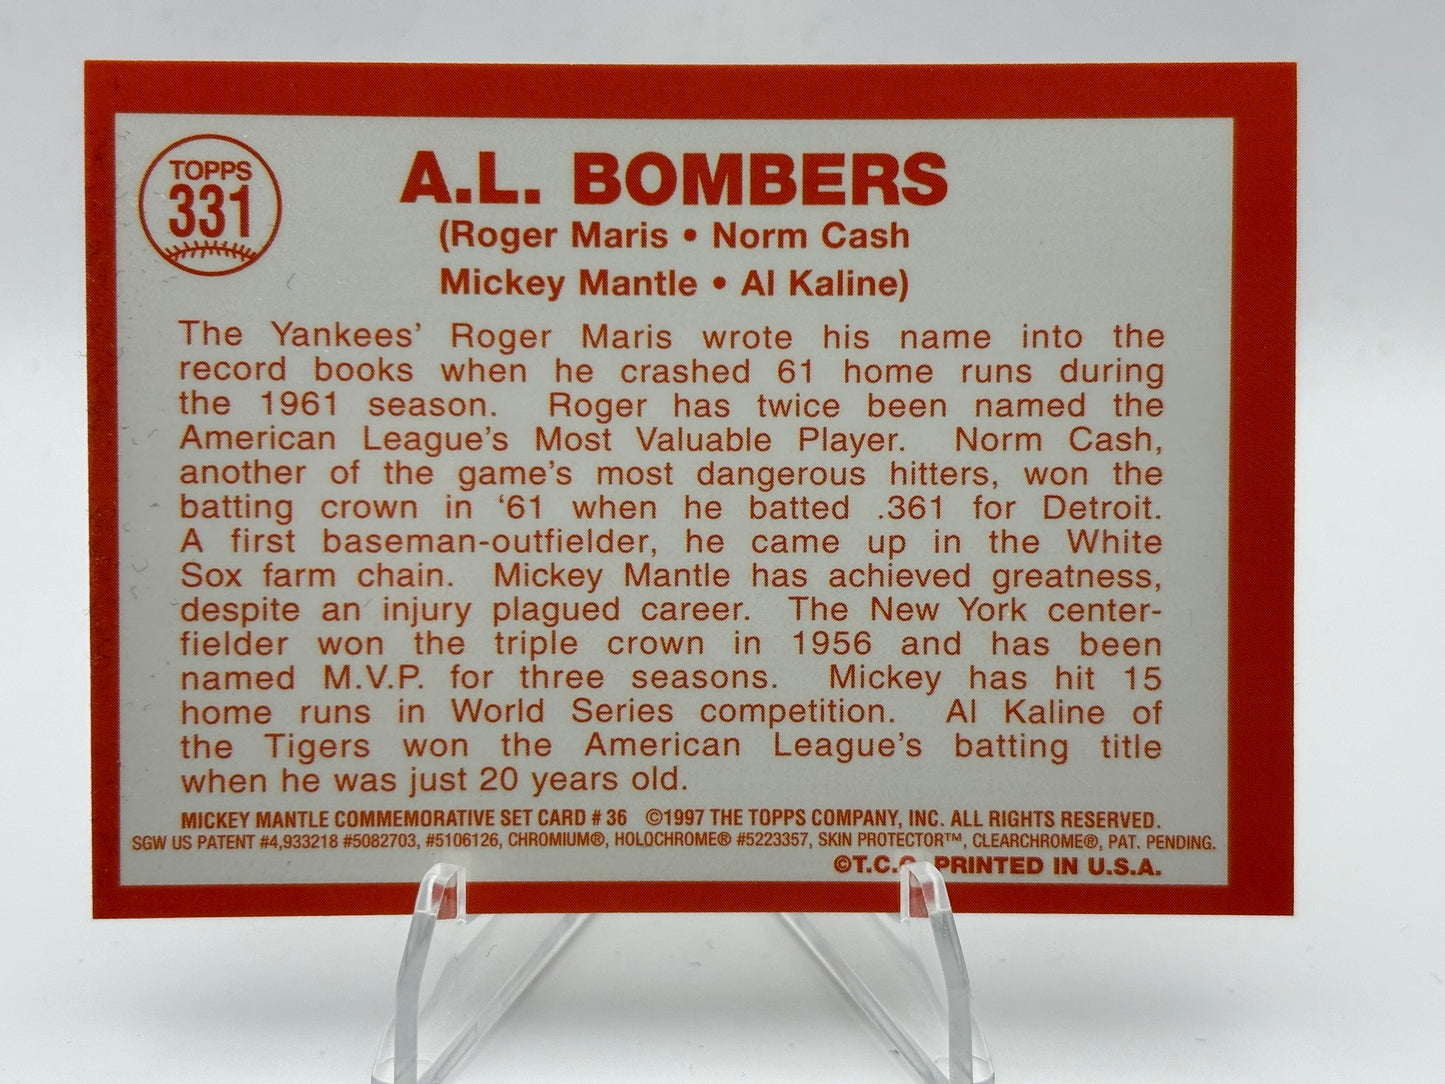 TOPPS
331
A.L. BOMBERS
(Roger Maris • Norm Cash
Mickey Mantle • Al Kaline)
The Yankees' Roger Maris wrote his name into the
record books when he crashed 61 home runs during
the 1961 season. Roger has twice been named the
American League's Most Valuable Player. Norm Cash,
another of the game's most dangerous hitters, won the
batting crown in '61 when he batted .361 for Detroit.
A first baseman-outfielder, he came up in the White
Sox farm chain. Mickey Mantle has achieved greatness,
despite an injury plagued career. The New York center-
fielder won the triple crown in 1956 and has been
named M.V.P. for three seasons. Mickey has hit 15
home runs in World Series competition. Al Kaline of
the Tigers won the American League's batting title
when he was just 20 years old.
MICKEY MANTLE COMMEMORATIVE SET CARD # 36 ©1997 THE TOPPS COMPANY, INC. ALL RIGHTS RESERVED.
SGW US PATENT #4,933218 #5082703, #5106126, CHROMIUM®, HOLOCHROME® #5223357, SKIN PROTECTOR™, CLEARCHROME®, PAT. PENDING.
©T.C.G. PRINTED IN U.S.A.